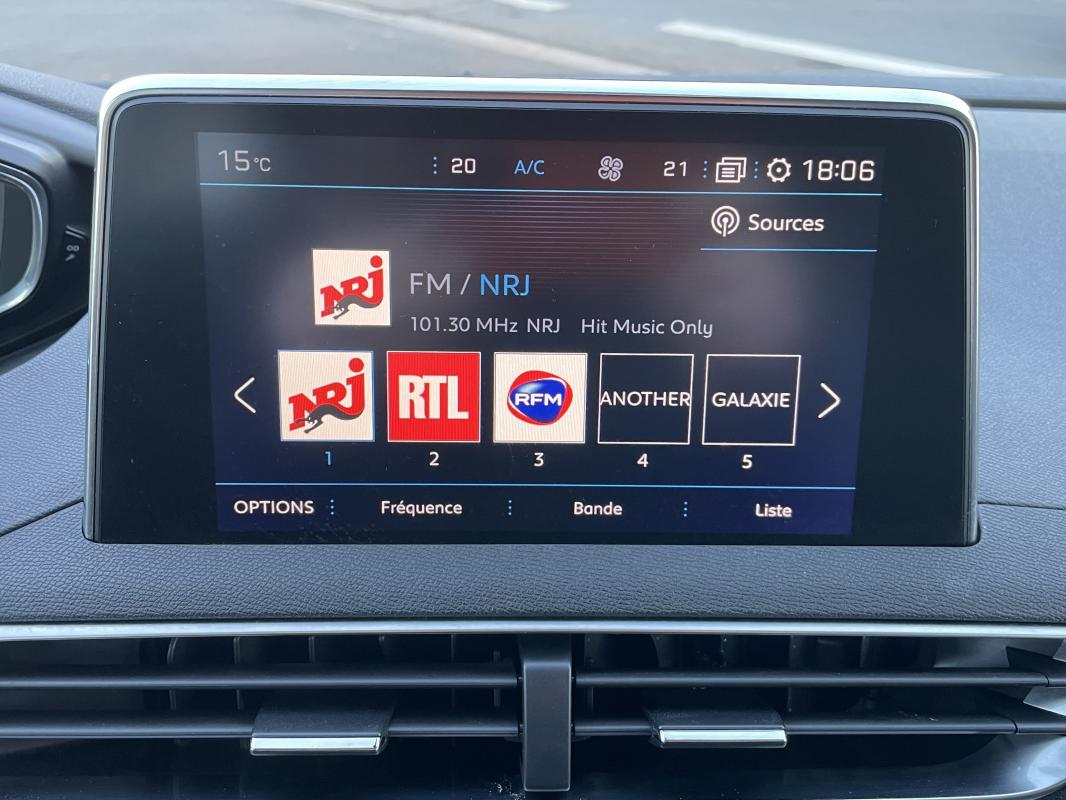 15°C 20 A/C 21 18:06
Sources
NRJ
FM / NRJ
101.30 MHz NRJ Hit Music Only
NRJ RTL RFM ANOTHER GALAXIE
1 2 3 4 5
OPTIONS Fréquence Bande Liste